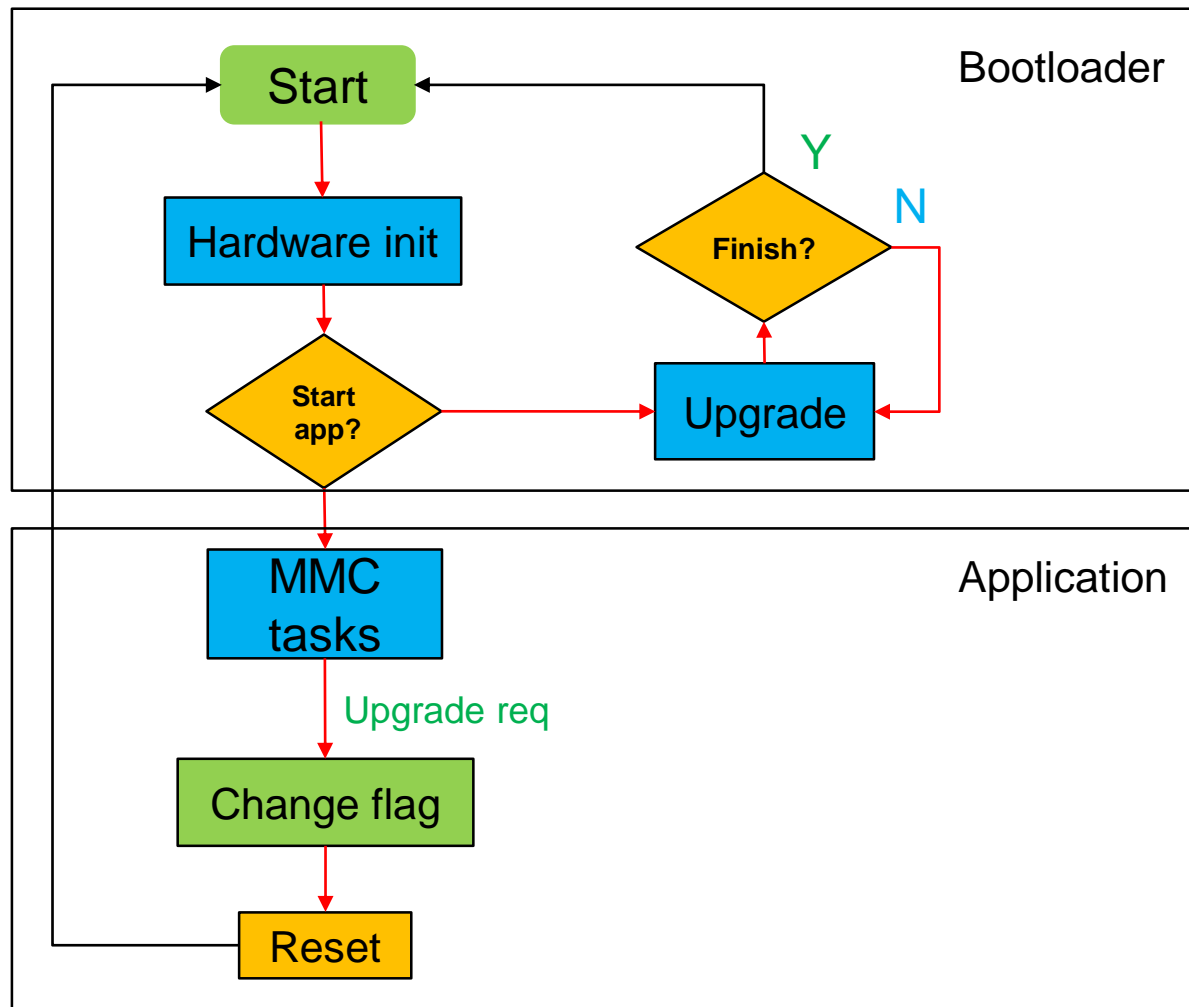 Bootloader
Start
Y
N
Hardware init
Finish?
Start
app?
Upgrade
Application
MMC
tasks
Upgrade req
Change flag
Reset